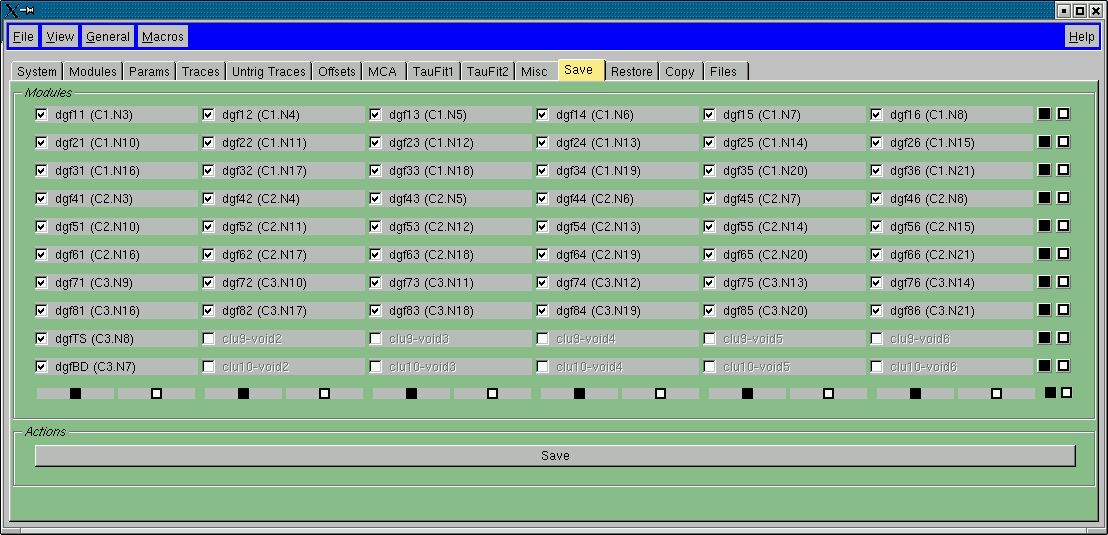 File View General Macros Help
System Modules Params Traces Untrig Traces Offsets MCA TauFit1 TauFit2 Misc Save Restore Copy Files
Modules
dgf11 (C1.N3) dgf12 (C1.N4) dgf13 (C1.N5) dgf14 (C1.N6) dgf15 (C1.N7) dgf16 (C1.N8)
dgf21 (C1.N10) dgf22 (C1.N11) dgf23 (C1.N12) dgf24 (C1.N13) dgf25 (C1.N14) dgf26 (C1.N15)
dgf31 (C1.N16) dgf32 (C1.N17) dgf33 (C1.N18) dgf34 (C1.N19) dgf35 (C1.N20) dgf36 (C1.N21)
dgf41 (C2.N3) dgf42 (C2.N4) dgf43 (C2.N5) dgf44 (C2.N6) dgf45 (C2.N7) dgf46 (C2.N8)
dgf51 (C2.N10) dgf52 (C2.N11) dgf53 (C2.N12) dgf54 (C2.N13) dgf55 (C2.N14) dgf56 (C2.N15)
dgf61 (C2.N16) dgf62 (C2.N17) dgf63 (C2.N18) dgf64 (C2.N19) dgf65 (C2.N20) dgf66 (C2.N21)
dgf71 (C3.N9) dgf72 (C3.N10) dgf73 (C3.N11) dgf74 (C3.N12) dgf75 (C3.N13) dgf76 (C3.N14)
dgf81 (C3.N16) dgf82 (C3.N17) dgf83 (C3.N18) dgf84 (C3.N19) dgf85 (C3.N20) dgf86 (C3.N21)
dgfTS (C3.N8) clu9-void2 clu9-void3 clu9-void4 clu9-void5 clu9-void6
dgfBD (C3.N7) clu10-void2 clu10-void3 clu10-void4 clu10-void5 clu10-void6
Actions
Save